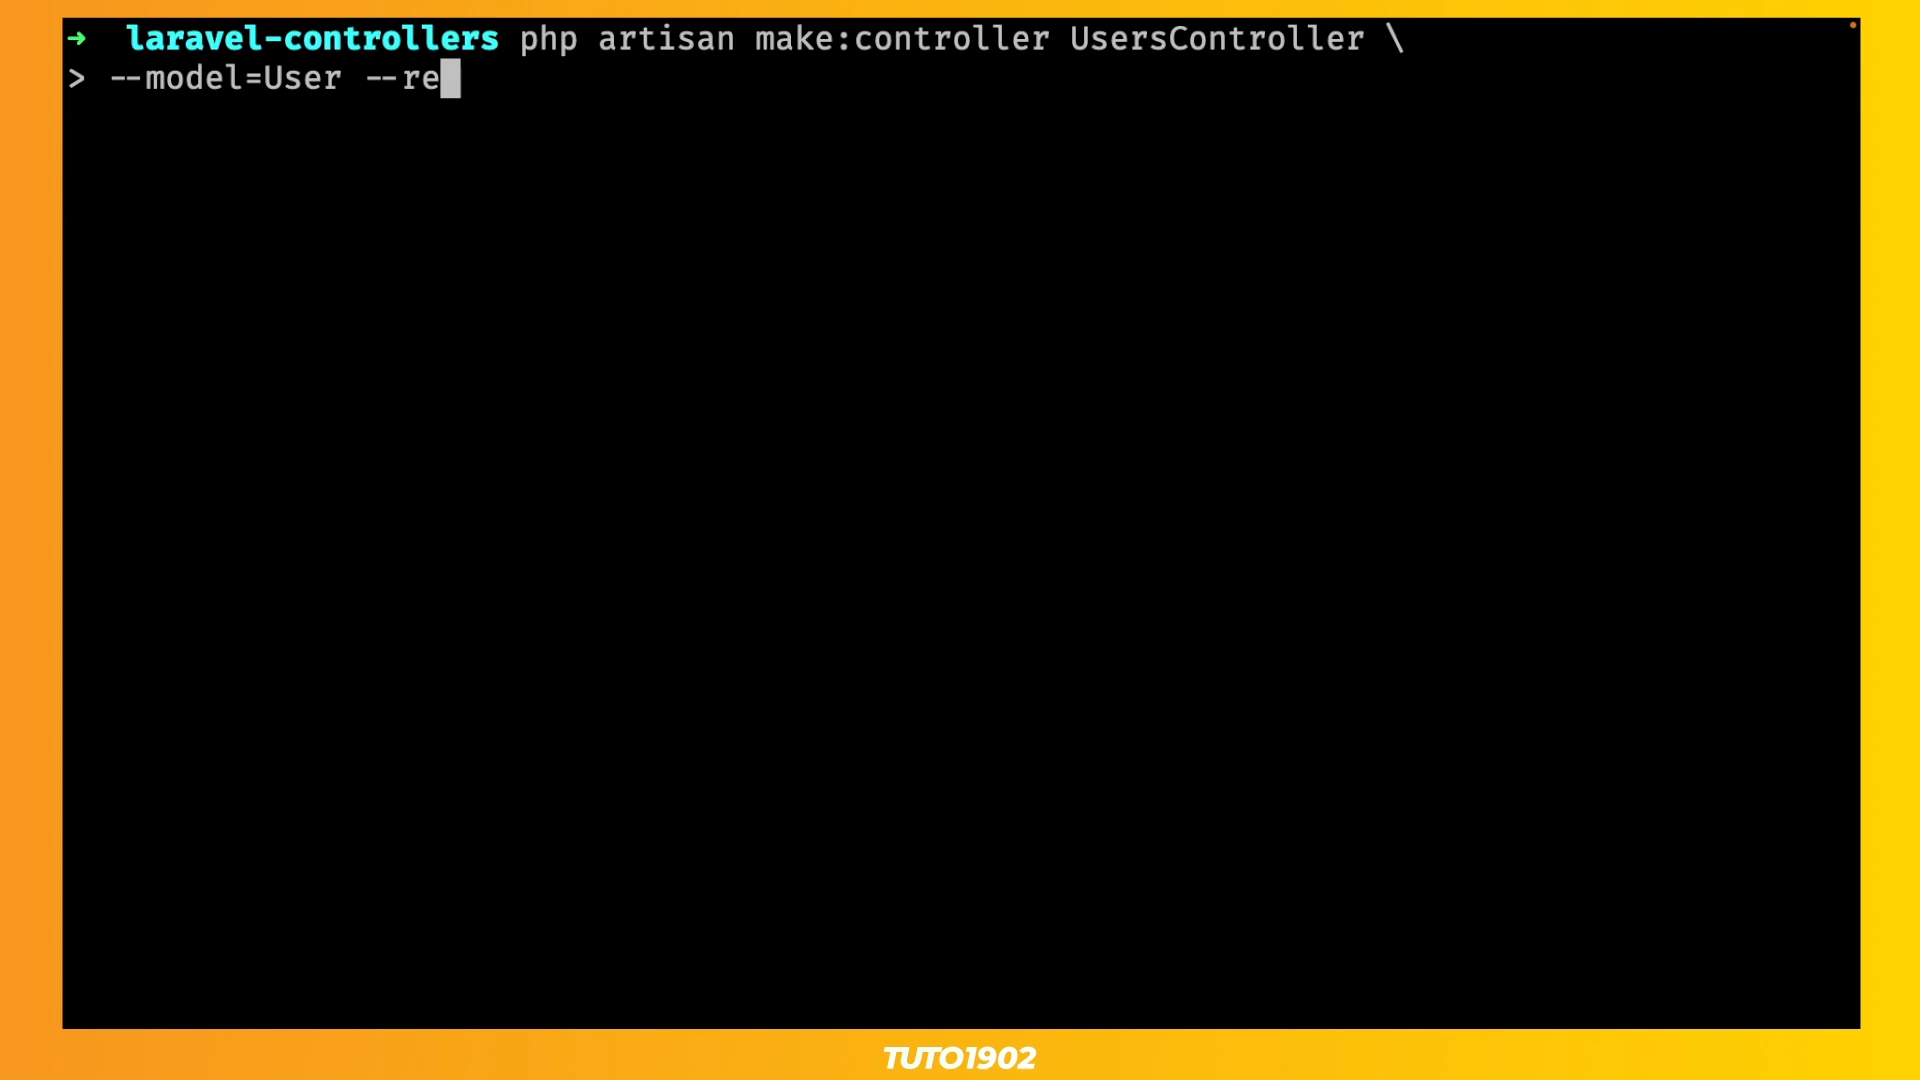 ➜ laravel-controllers php artisan make:controller UsersController \
> --model=User --re
TUTO1902